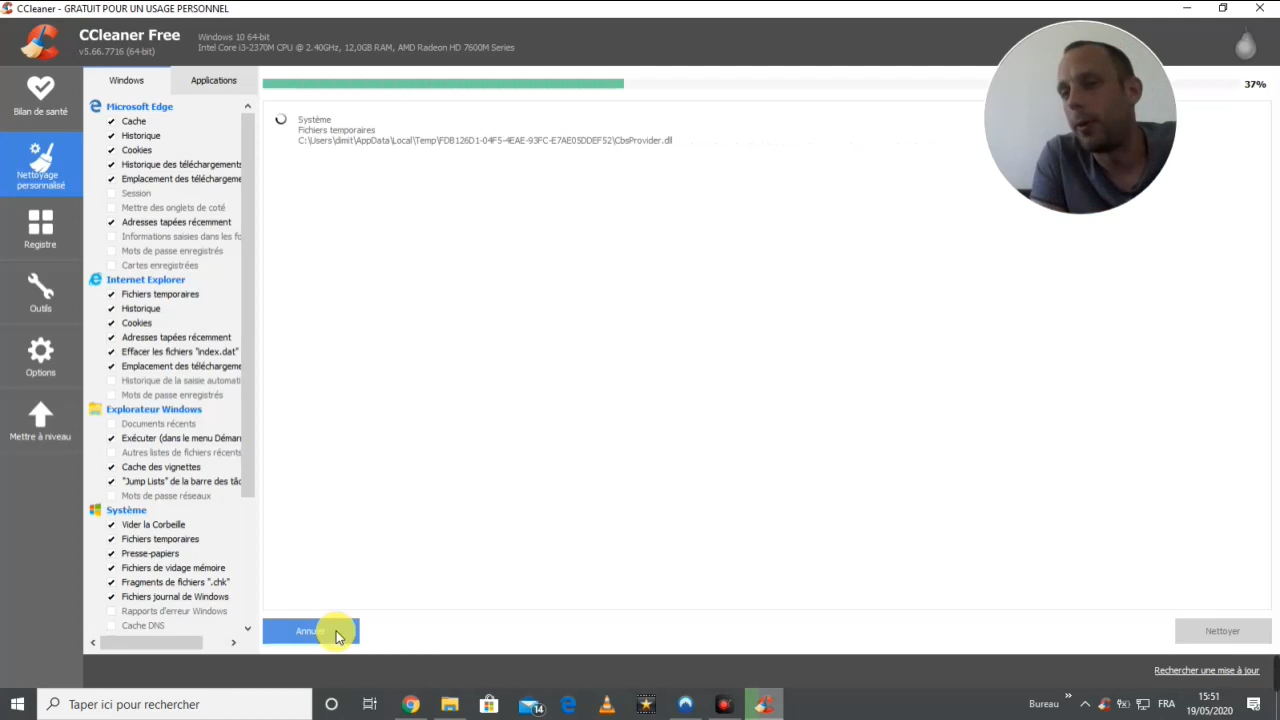 CCleaner - GRATUIT POUR UN USAGE PERSONNEL
CCleaner Free
v5.66.7716 (64-bit)
Windows 10 64-bit
Intel Core i3-2370M CPU @ 2.40GHz, 12,0GB RAM, AMD Radeon HD 7600M Series
Bilan de santé
Nettoyage
personnalisé
Registre
Outils
Options
Mettre à niveau
Windows
Applications
Microsoft Edge
Cache
Historique
Cookies
Historique des téléchargements
Emplacement des téléchargeme
Session
Mettre des onglets de coté
Adresses tapées récemment
Informations saisies dans les fo
Mots de passe enregistrés
Cartes enregistrées
Internet Explorer
Fichiers temporaires
Historique
Cookies
Adresses tapées récemment
Effacer les fichiers "index.dat"
Emplacement des téléchargeme
Historique de la saisie automati
Mots de passe enregistrés
Explorateur Windows
Documents récents
Exécuter (dans le menu Démarr
Autres listes de fichiers récents
Cache des vignettes
"Jump Lists" de la barre des tâc
Mots de passe réseaux
Système
Vider la Corbeille
Fichiers temporaires
Presse-papiers
Fichiers de vidage mémoire
Fragments de fichiers ".chk"
Fichiers journal de Windows
Rapports d'erreur Windows
Cache DNS
37%
Système
Fichiers temporaires
C:\Users\dimit\AppData\Local\Temp\FDB126D1-04F5-4EAE-93FC-E7AE05DDEF52\CbsProvider.dll
Annuler
Nettoyer
Rechercher une mise à jour
Taper ici pour rechercher
14
Bureau
»
FRA
15:51
19/05/2020